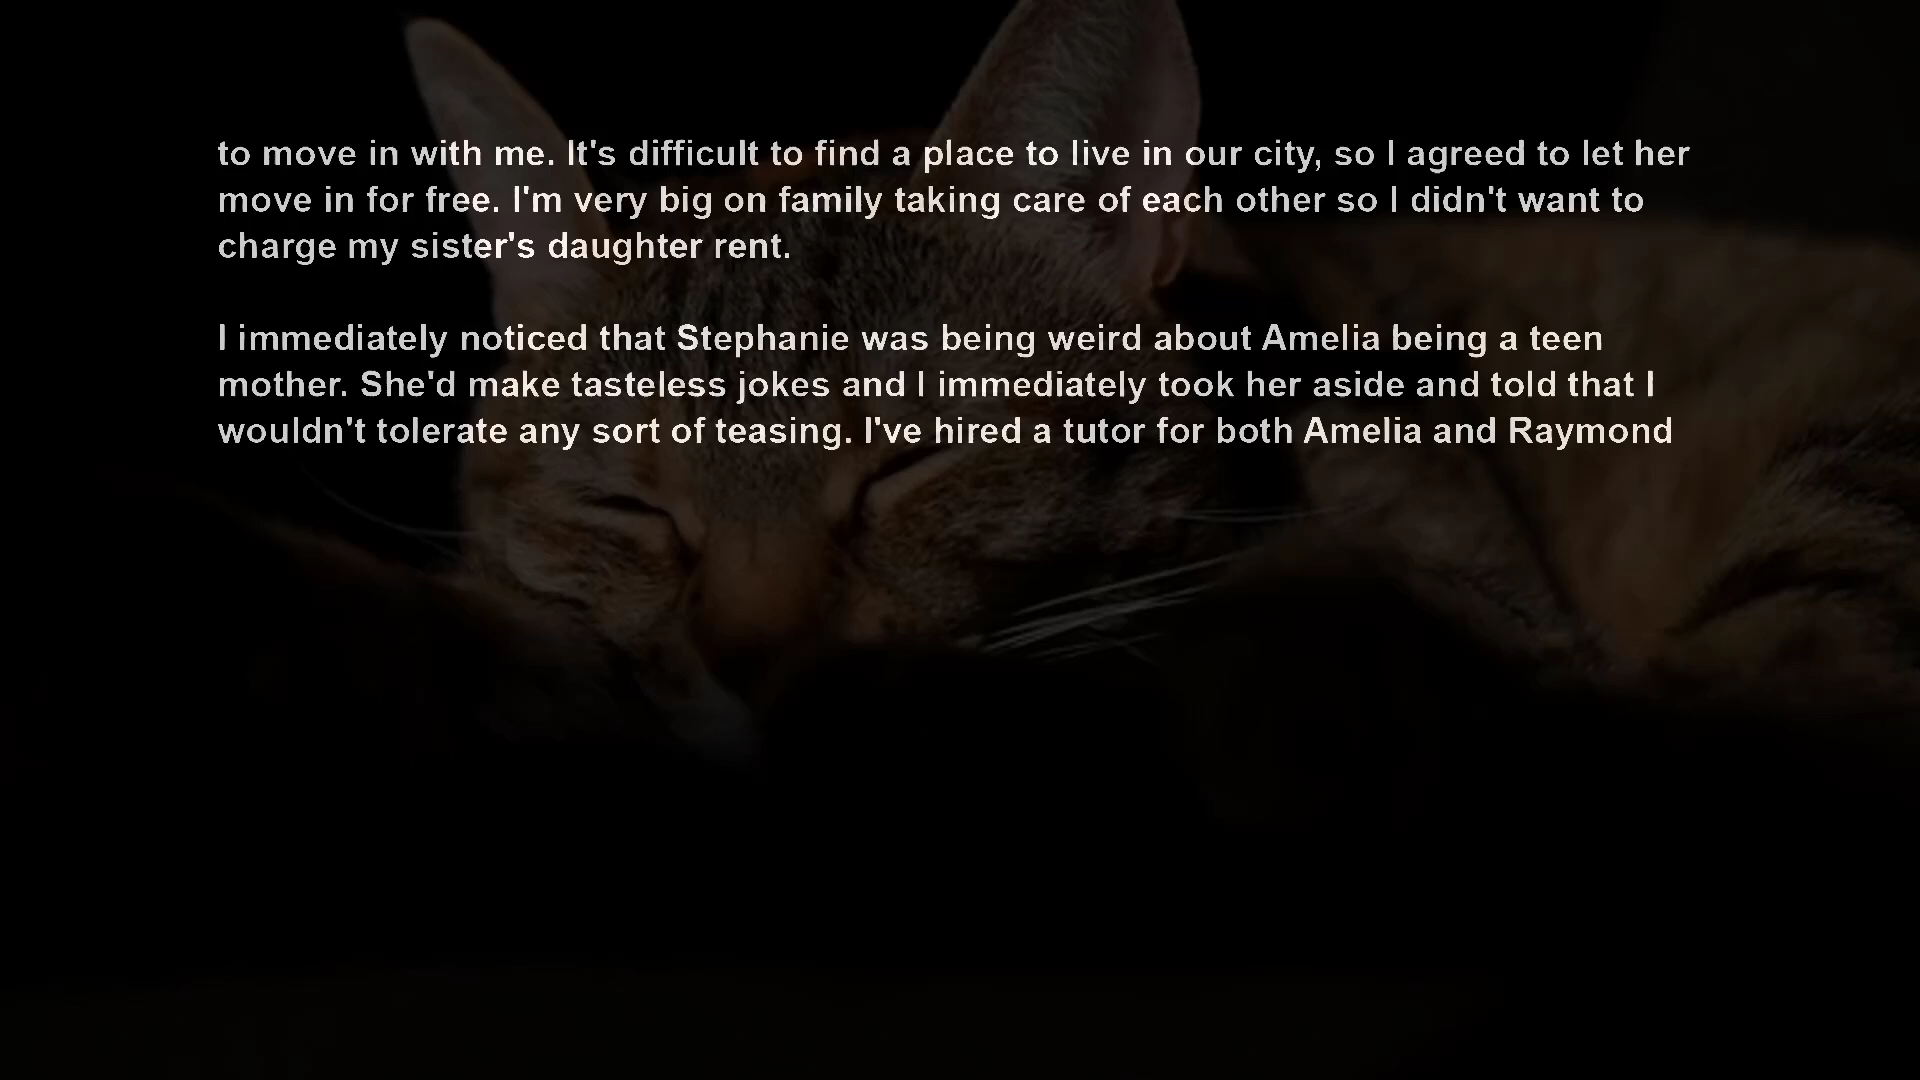 to move in with me. It's difficult to find a place to live in our city, so I agreed to let her
move in for free. I'm very big on family taking care of each other so I didn't want to
charge my sister's daughter rent.
I immediately noticed that Stephanie was being weird about Amelia being a teen
mother. She'd make tasteless jokes and I immediately took her aside and told that I
wouldn't tolerate any sort of teasing. I've hired a tutor for both Amelia and Raymond